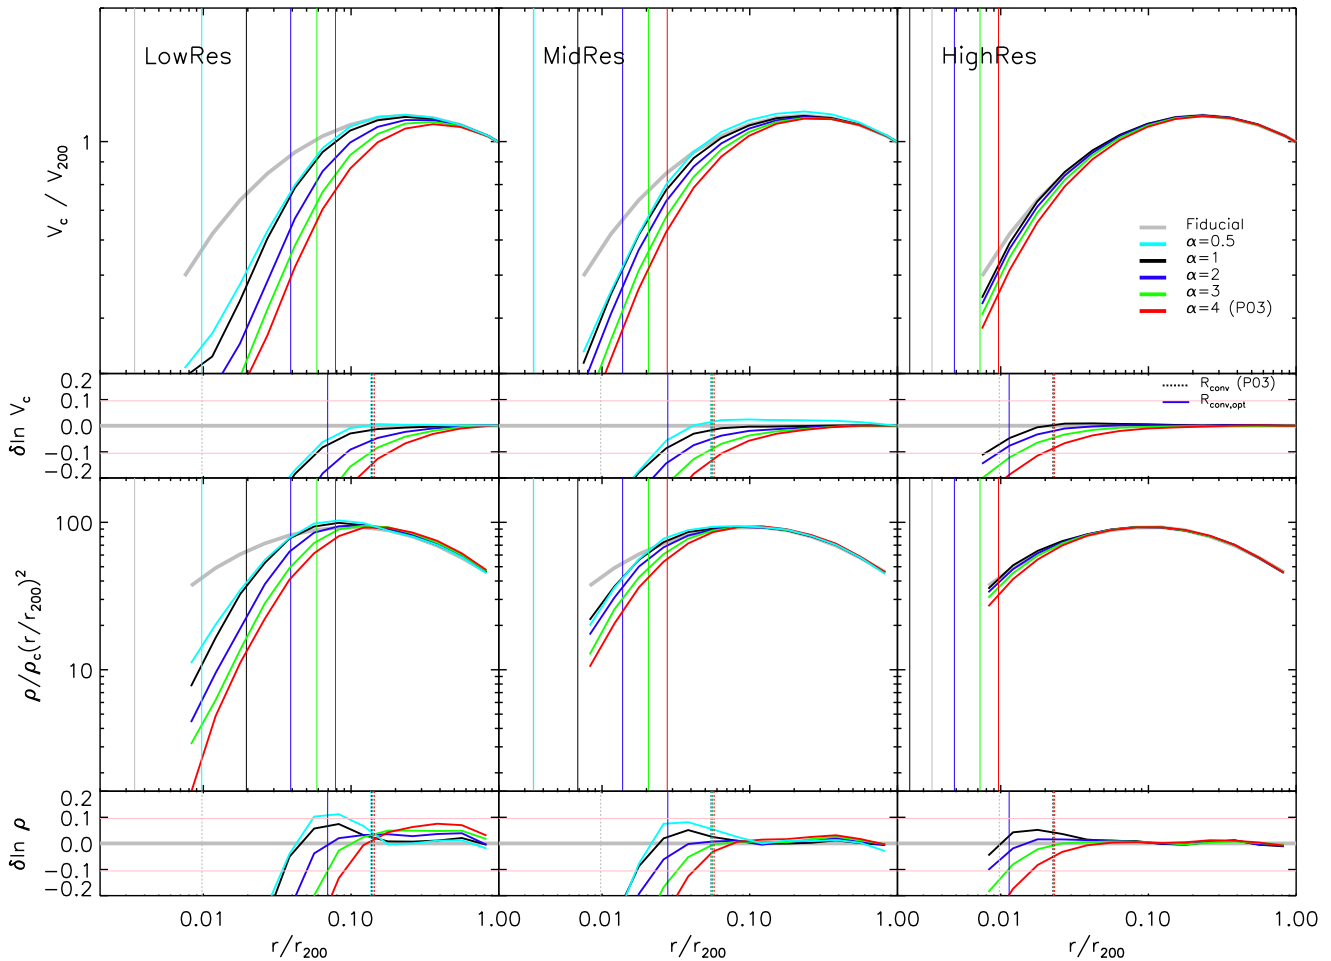 LowRes
MidRes
HighRes
V_c / V_200
1
Fiducial
α=0.5
α=1
α=2
α=3
α=4 (P03)
δln V_c
0.2
0.1
0.0
−0.1
−0.2
R_conv (P03)
R_conv,opt
ρ/ρ_c(r/r_200)^2
100
10
δln ρ
0.2
0.1
0.0
−0.1
−0.2
0.01 0.10 1.00 0.01 0.10 1.00 0.01 0.10 1.00
r/r_200 r/r_200 r/r_200